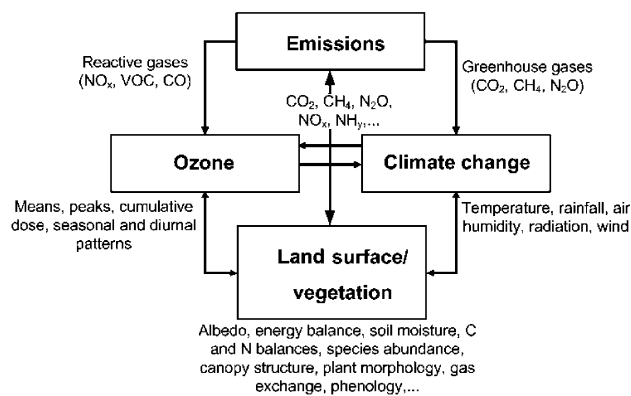 Emissions
Reactive gases
(NOₓ, VOC, CO)
Greenhouse gases
(CO₂, CH₄, N₂O)
CO₂, CH₄, N₂O,
NOₓ, NHᵧ,...
Ozone
Climate change
Means, peaks, cumulative
dose, seasonal and diurnal
patterns
Temperature, rainfall, air
humidity, radiation, wind
Land surface/
vegetation
Albedo, energy balance, soil moisture, C
and N balances, species abundance,
canopy structure, plant morphology, gas
exchange, phenology,...